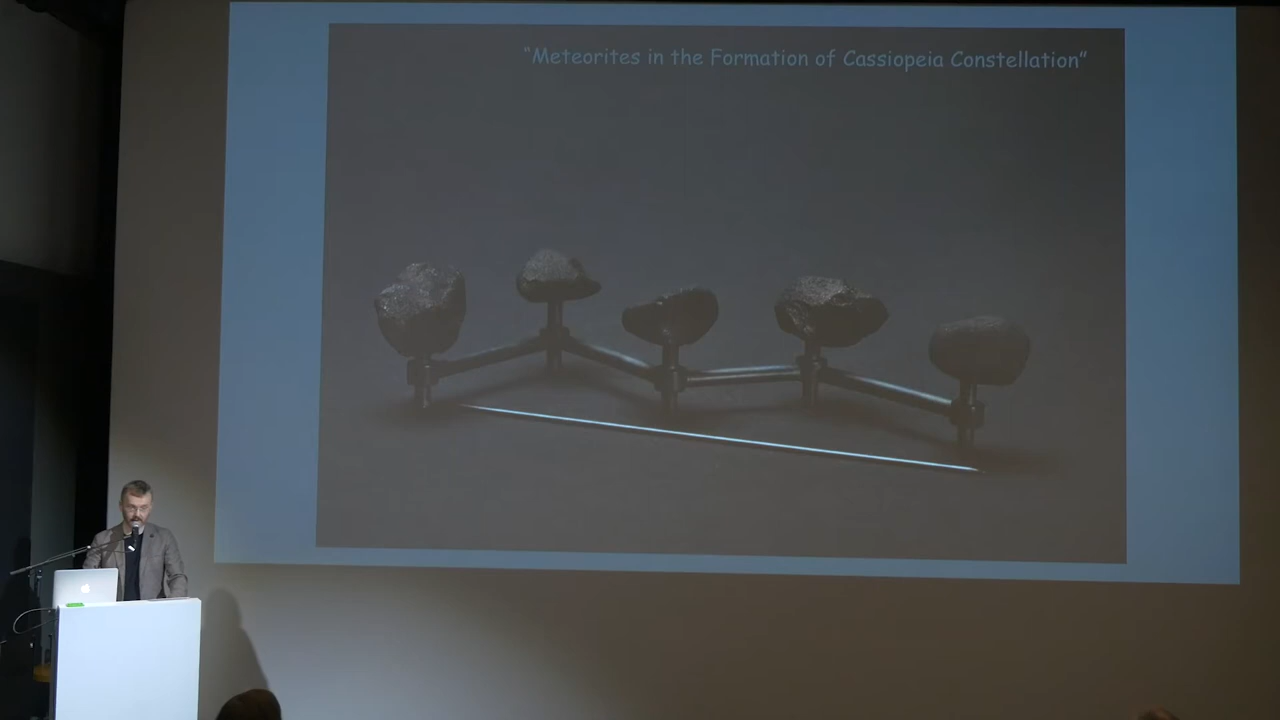 “Meteorites in the Formation of Cassiopeia Constellation”